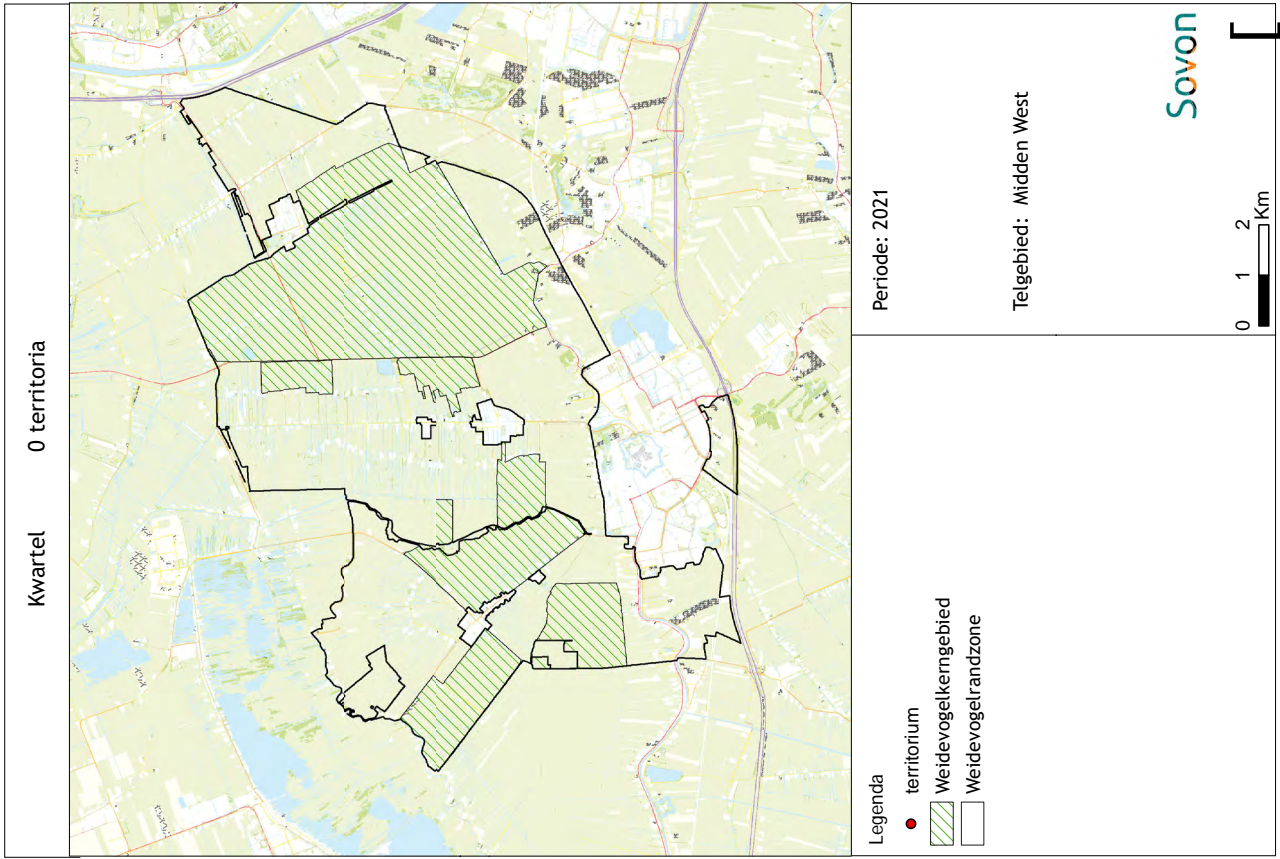 Kwartel 0 territoria
Legenda
territorium
Weidevogelkerngebied
Weidevogelrandzone
Periode: 2021
Telgebied: Midden West
0 1 2
Km
Sovon